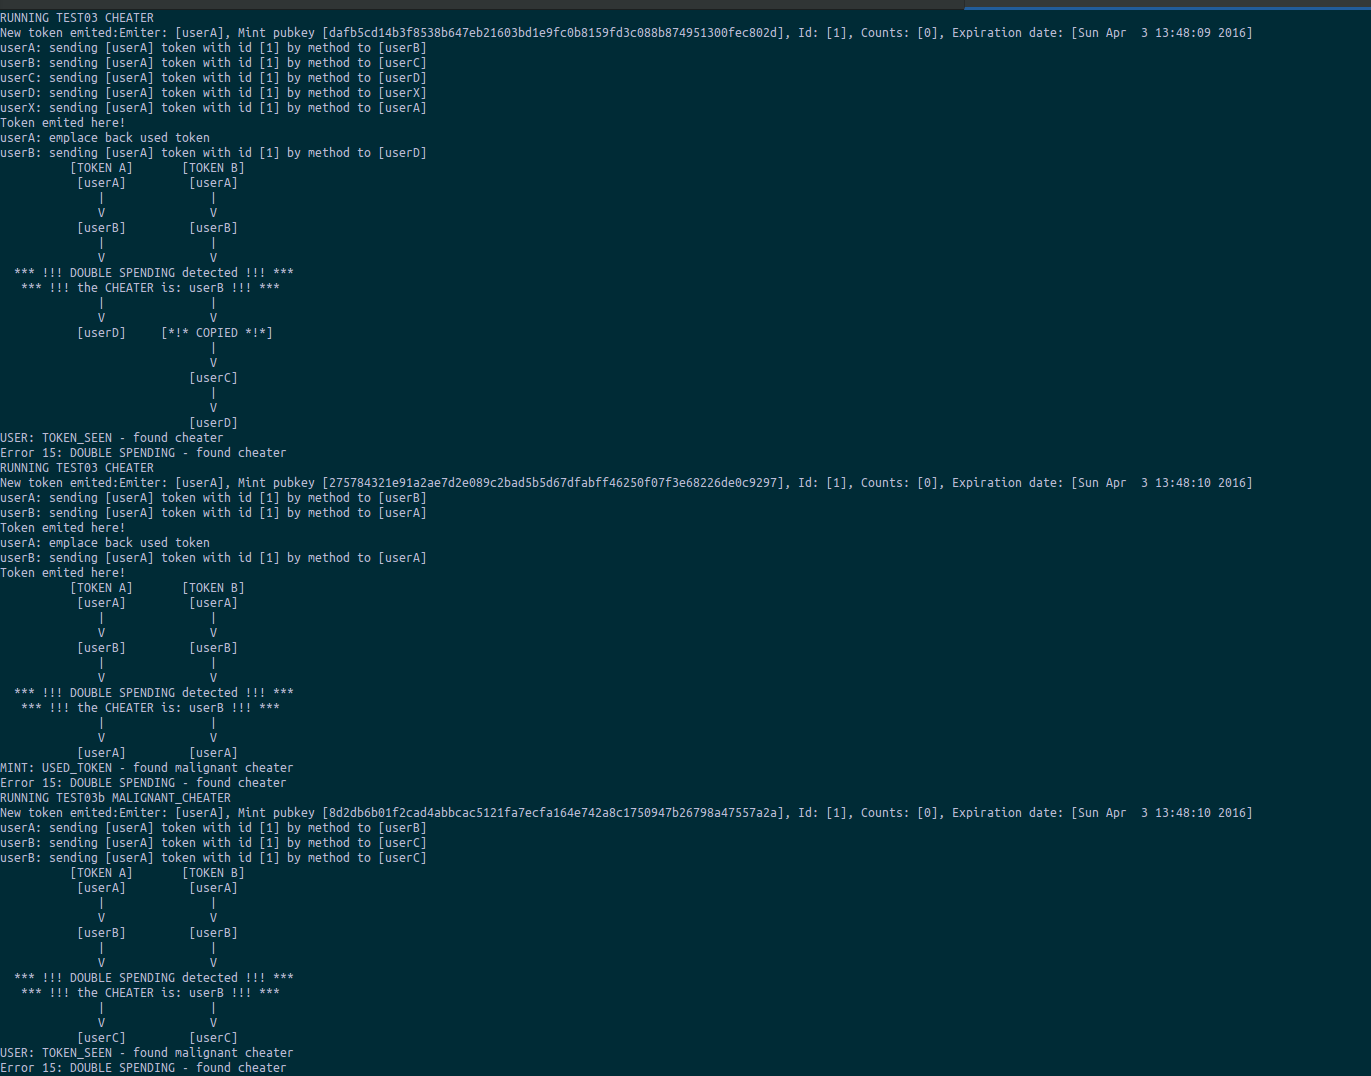 RUNNING TEST03 CHEATER
New token emited:Emiter: [userA], Mint pubkey [dafb5cd14b3f8538b647eb21603bd1e9fc0b8159fd3c088b874951300fec802d], Id: [1], Counts: [0], Expiration date: [Sun Apr  3 13:48:09 2016]
userA: sending [userA] token with id [1] by method to [userB]
userB: sending [userA] token with id [1] by method to [userC]
userC: sending [userA] token with id [1] by method to [userD]
userD: sending [userA] token with id [1] by method to [userX]
userX: sending [userA] token with id [1] by method to [userA]
Token emited here!
userA: emplace back used token
userB: sending [userA] token with id [1] by method to [userD]
          [TOKEN A]       [TOKEN B]
           [userA]         [userA]
              |               |
              V               V
           [userB]         [userB]
              |               |
              V               V
  *** !!! DOUBLE SPENDING detected !!! ***
   *** !!! the CHEATER is: userB !!! ***
              |               |
              V               V
           [userD]     [*!* COPIED *!*]
                              |
                              V
                           [userC]
                              |
                              V
                           [userD]
USER: TOKEN_SEEN - found cheater
Error 15: DOUBLE SPENDING - found cheater
RUNNING TEST03 CHEATER
New token emited:Emiter: [userA], Mint pubkey [275784321e91a2ae7d2e089c2bad5b5d67dfabff46250f07f3e68226de0c9297], Id: [1], Counts: [0], Expiration date: [Sun Apr  3 13:48:10 2016]
userA: sending [userA] token with id [1] by method to [userB]
userB: sending [userA] token with id [1] by method to [userA]
Token emited here!
userA: emplace back used token
userB: sending [userA] token with id [1] by method to [userA]
Token emited here!
          [TOKEN A]       [TOKEN B]
           [userA]         [userA]
              |               |
              V               V
           [userB]         [userB]
              |               |
              V               V
  *** !!! DOUBLE SPENDING detected !!! ***
   *** !!! the CHEATER is: userB !!! ***
              |               |
              V               V
           [userA]         [userA]
MINT: USED_TOKEN - found malignant cheater
Error 15: DOUBLE SPENDING - found cheater
RUNNING TEST03b MALIGNANT_CHEATER
New token emited:Emiter: [userA], Mint pubkey [8d2db6b01f2cad4abbcac5121fa7ecfa164e742a8c1750947b26798a47557a2a], Id: [1], Counts: [0], Expiration date: [Sun Apr  3 13:48:10 2016]
userA: sending [userA] token with id [1] by method to [userB]
userB: sending [userA] token with id [1] by method to [userC]
userB: sending [userA] token with id [1] by method to [userC]
          [TOKEN A]       [TOKEN B]
           [userA]         [userA]
              |               |
              V               V
           [userB]         [userB]
              |               |
              V               V
  *** !!! DOUBLE SPENDING detected !!! ***
   *** !!! the CHEATER is: userB !!! ***
              |               |
              V               V
           [userC]         [userC]
USER: TOKEN_SEEN - found malignant cheater
Error 15: DOUBLE SPENDING - found cheater